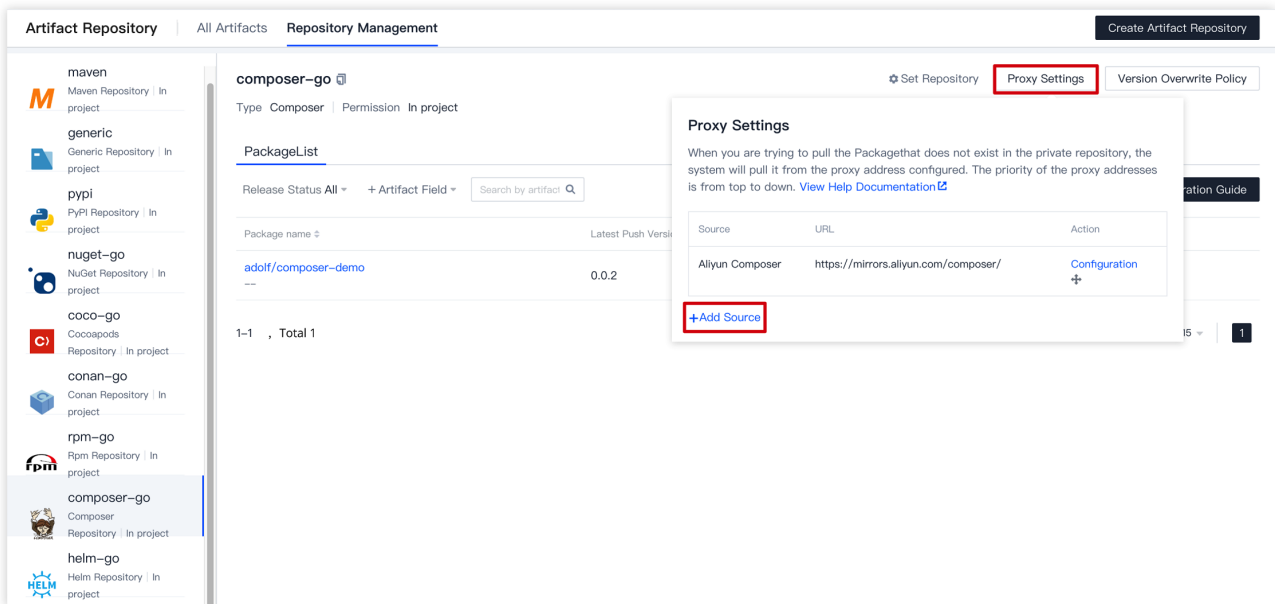 Artifact Repository All Artifacts Repository Management Create Artifact Repository
maven
Maven Repository In
project
generic
Generic Repository In
project
pypi
PyPI Repository In
project
nuget-go
NuGet Repository In
project
coco-go
Cocoapods
Repository In project
conan-go
Conan Repository In
project
rpm
rpm-go
Rpm Repository In
project
composer-go
Composer
Repository In project
HELM
helm-go
Helm Repository In
project
composer-go Set Repository Proxy Settings Version Overwrite Policy
Type Composer Permission In project
PackageList
Release Status All + Artifact Field Search by artifact ration Guide
Package name Latest Push Versi
adolf/composer-demo 0.0.2
--
1-1 , Total 1 15 1
Proxy Settings
When you are trying to pull the Packagethat does not exist in the private repository, the
system will pull it from the proxy address configured. The priority of the proxy addresses
is from top to down. View Help Documentation
Source URL Action
Aliyun Composer https://mirrors.aliyun.com/composer/ Configuration
+Add Source